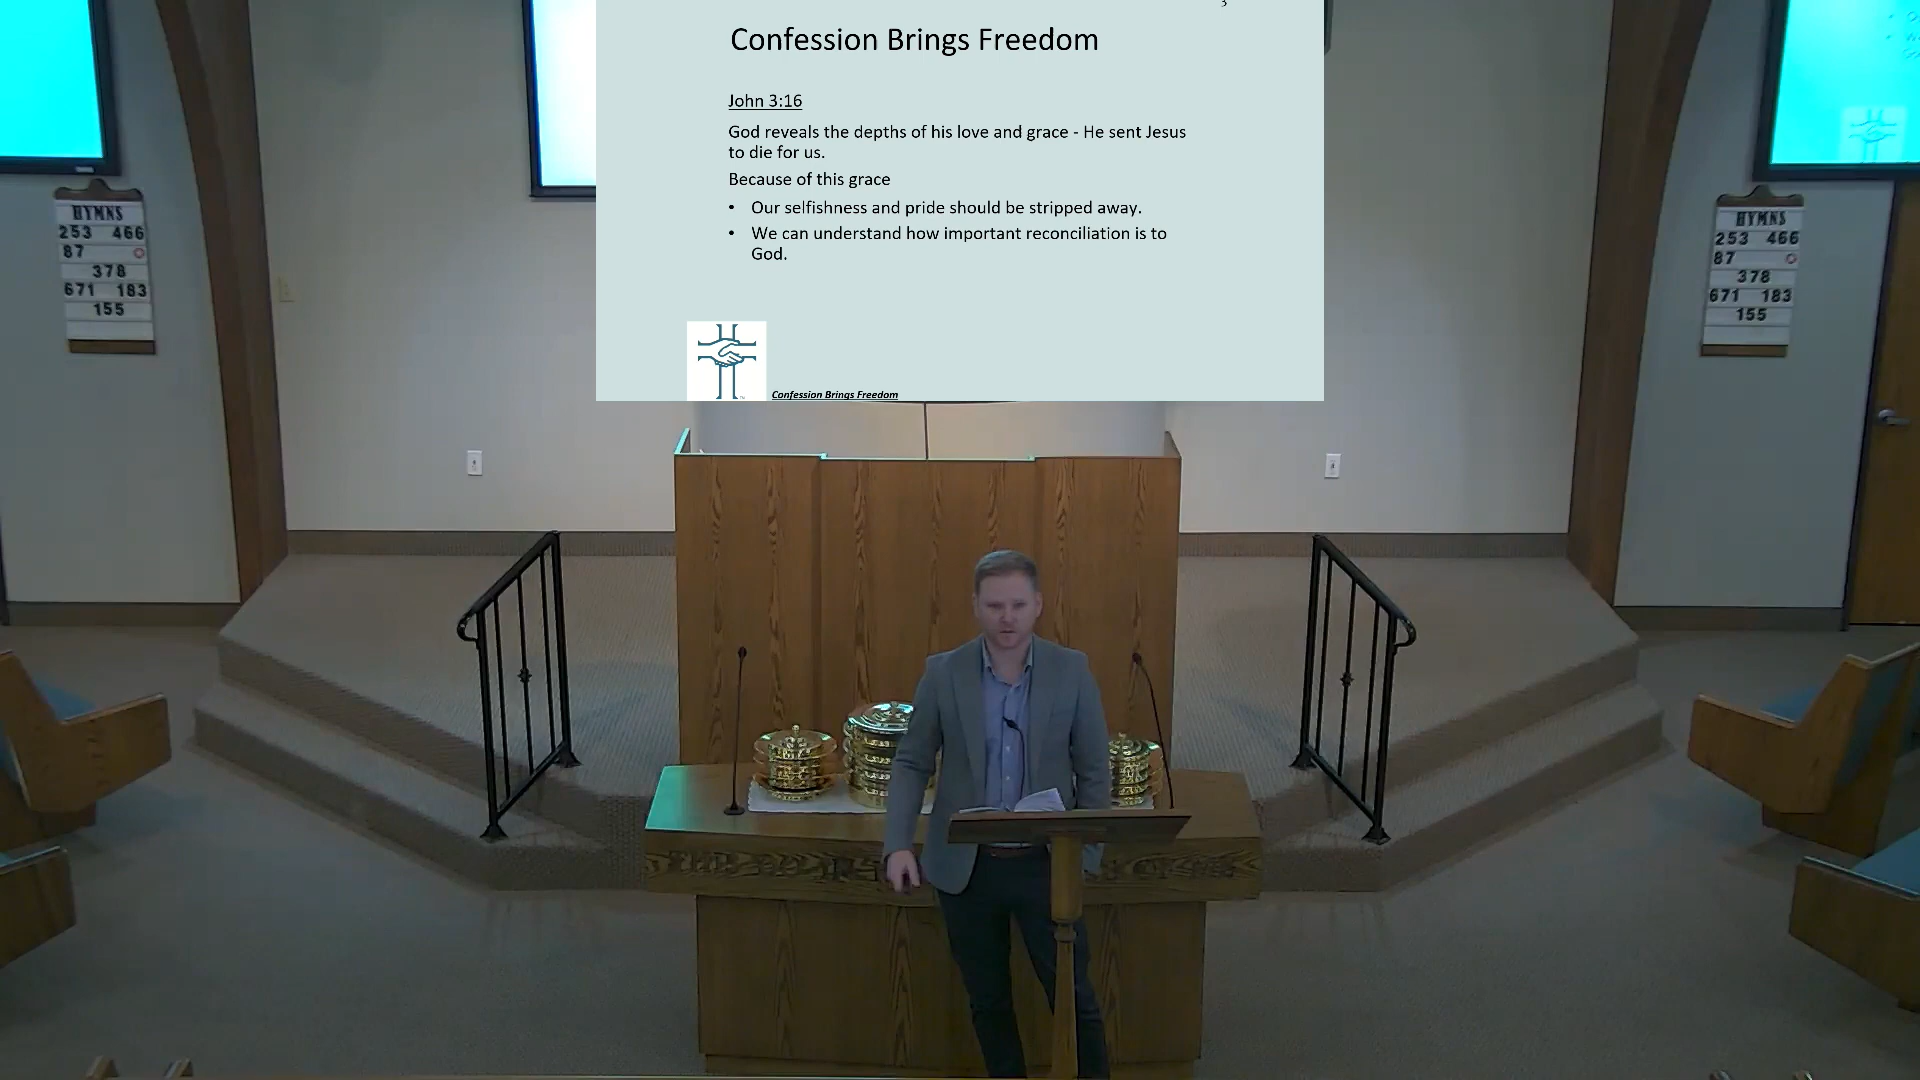 3
Confession Brings Freedom
John 3:16
God reveals the depths of his love and grace - He sent Jesus
to die for us.
Because of this grace
• Our selfishness and pride should be stripped away.
• We can understand how important reconciliation is to
God.
Confession Brings Freedom
HYMNS
253 466
87
378
671 183
155
HYMNS
253 466
87
378
671 183
155